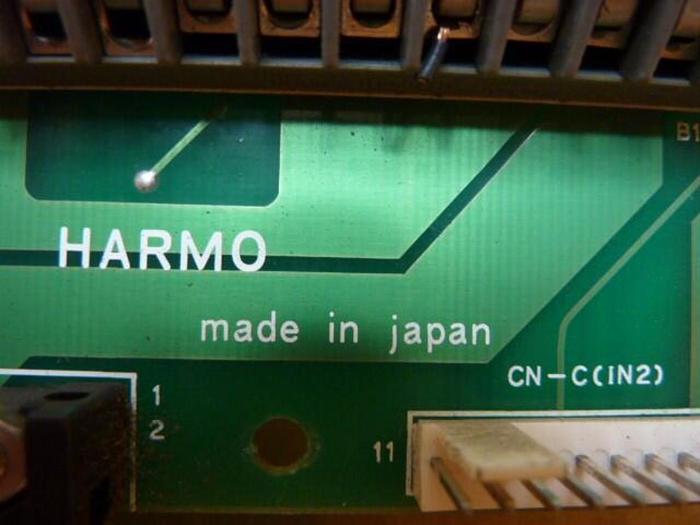 B1
HARMO
made in japan
CN-C(IN2)
1
2
11